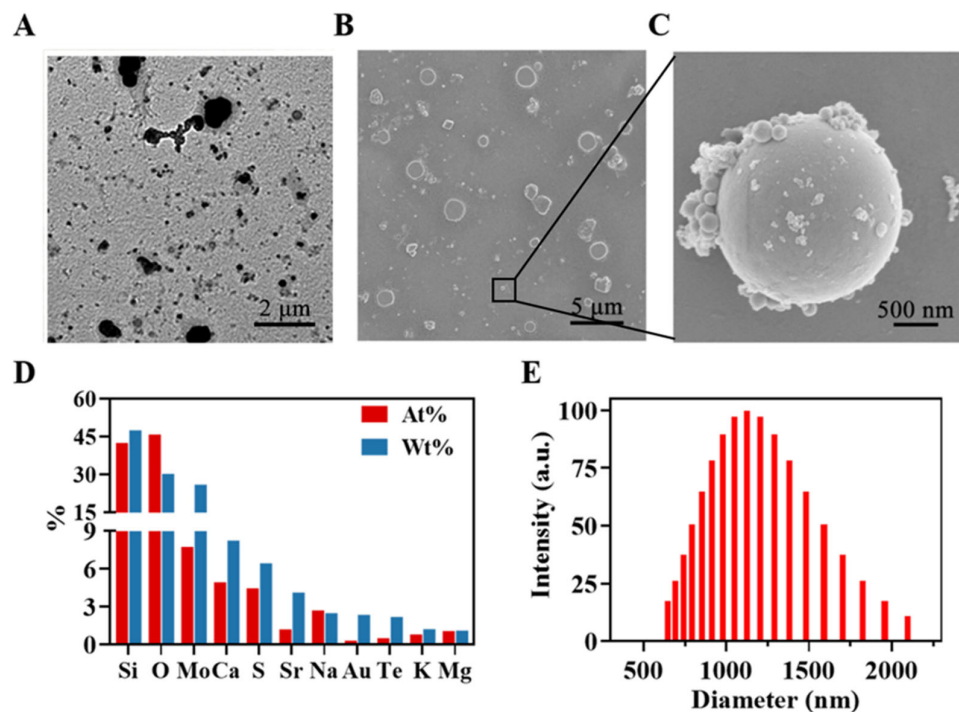 A
B
C
2 μm
5 μm
500 nm
D
E
60
45
30
15
9
6
3
0
%
At%
Wt%
Si O Mo Ca S Sr Na Au Te K Mg
100
75
50
25
0
Intensity (a.u.)
500 1000 1500 2000
Diameter (nm)